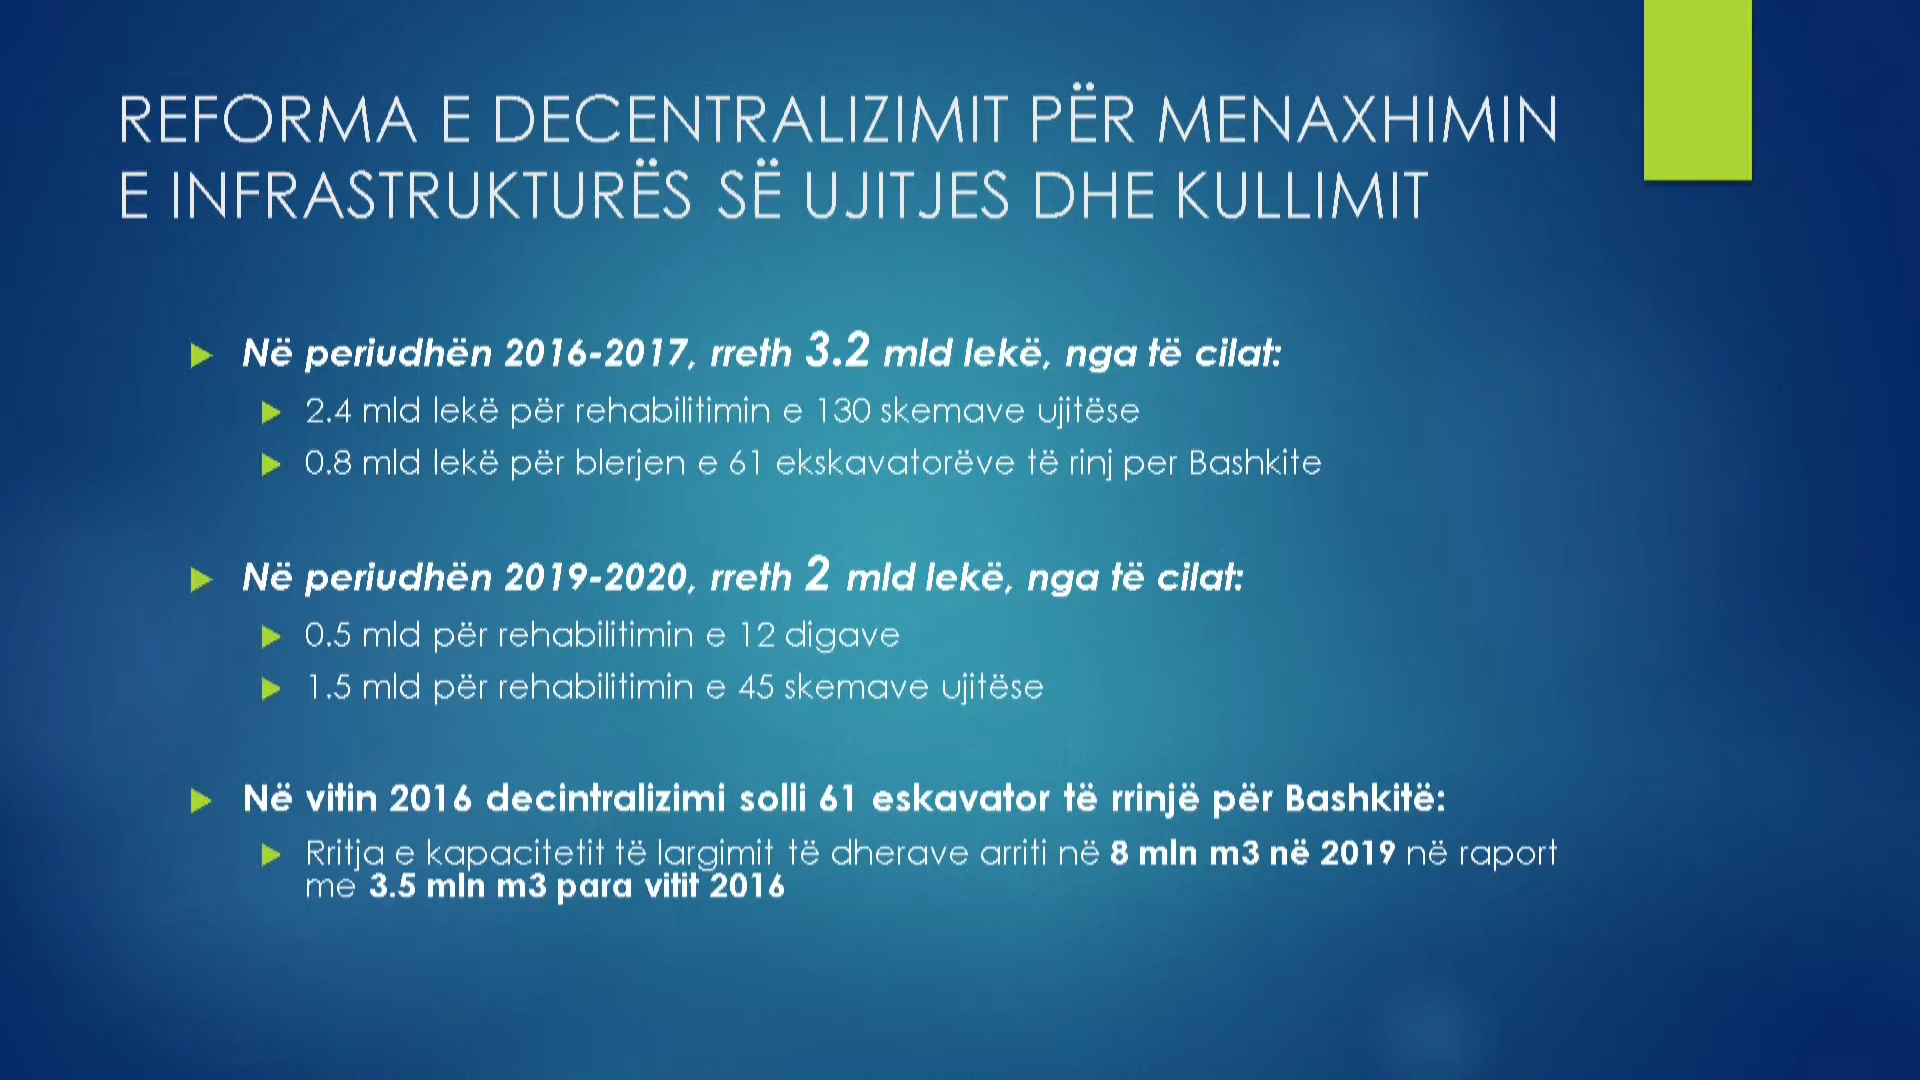 REFORMA E DECENTRALIZIMIT PËR MENAXHIMIN
E INFRASTRUKTURËS SË UJITJES DHE KULLIMIT
Në periudhën 2016-2017, rreth 3.2 mld lekë, nga të cilat:
2.4 mld lekë për rehabilitimin e 130 skemave ujitëse
0.8 mld lekë për blerjen e 61 ekskavatorëve të rinj per Bashkite
Në periudhën 2019-2020, rreth 2 mld lekë, nga të cilat:
0.5 mld për rehabilitimin e 12 digave
1.5 mld për rehabilitimin e 45 skemave ujitëse
Në vitin 2016 decintralizimi solli 61 eskavator të rrinjë për Bashkitë:
Rritja e kapacitetit të largimit të dherave arriti në 8 mln m3 në 2019 në raport
me 3.5 mln m3 para vitit 2016